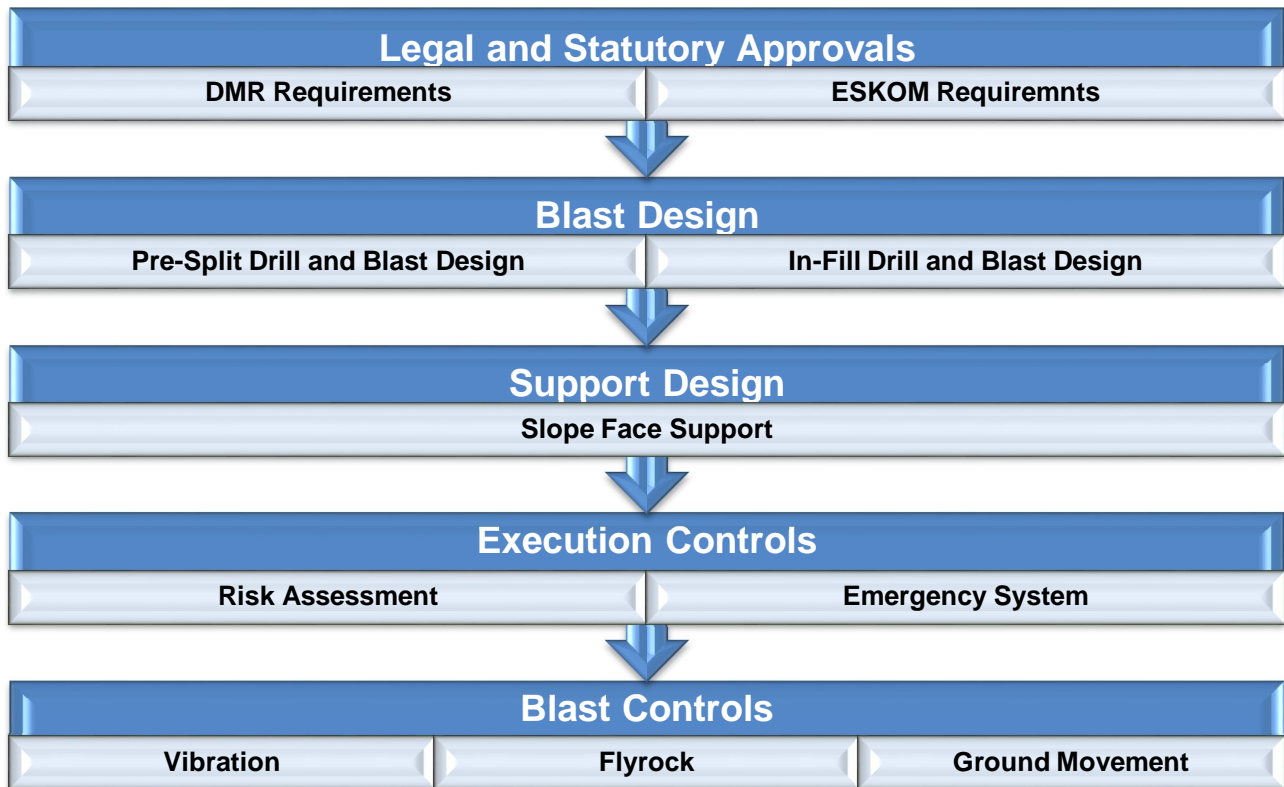 Legal and Statutory Approvals
DMR Requirements
ESKOM Requiremnts
Blast Design
Pre-Split Drill and Blast Design
In-Fill Drill and Blast Design
Support Design
Slope Face Support
Execution Controls
Risk Assessment
Emergency System
Blast Controls
Vibration
Flyrock
Ground Movement